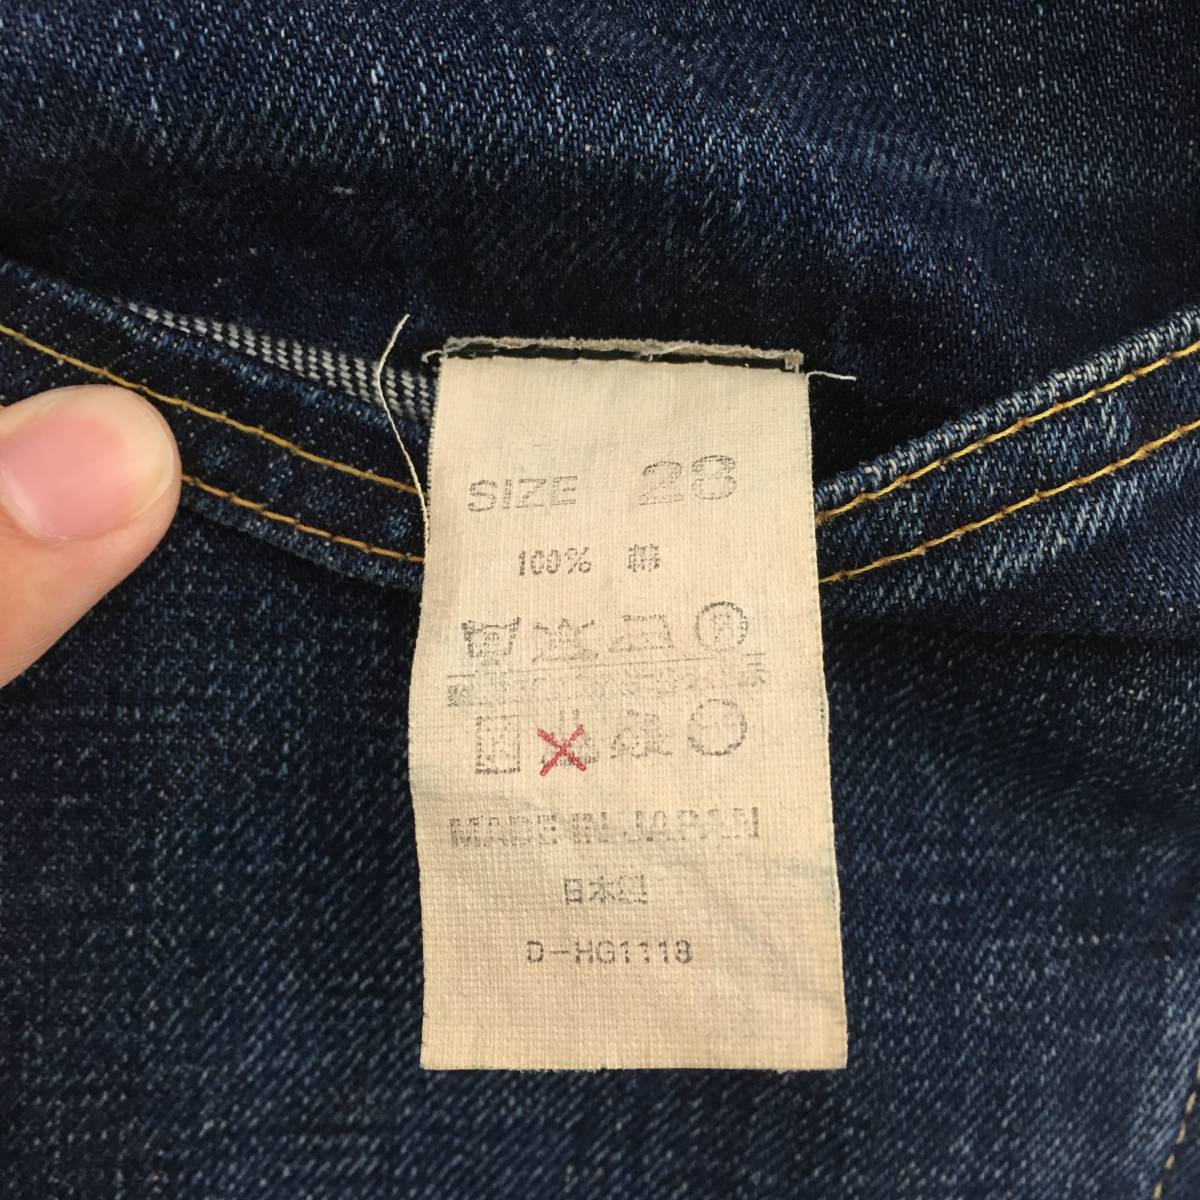 SIZE 28
100% 綿
MADE IN JAPAN
日本製
D-HG1118